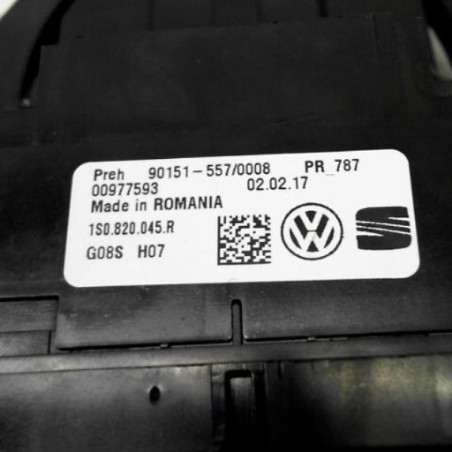 Preh 90151-557/0008 PR_787
00977593 02.02.17
Made in ROMANIA
1S0.820.045.R
G08S H07